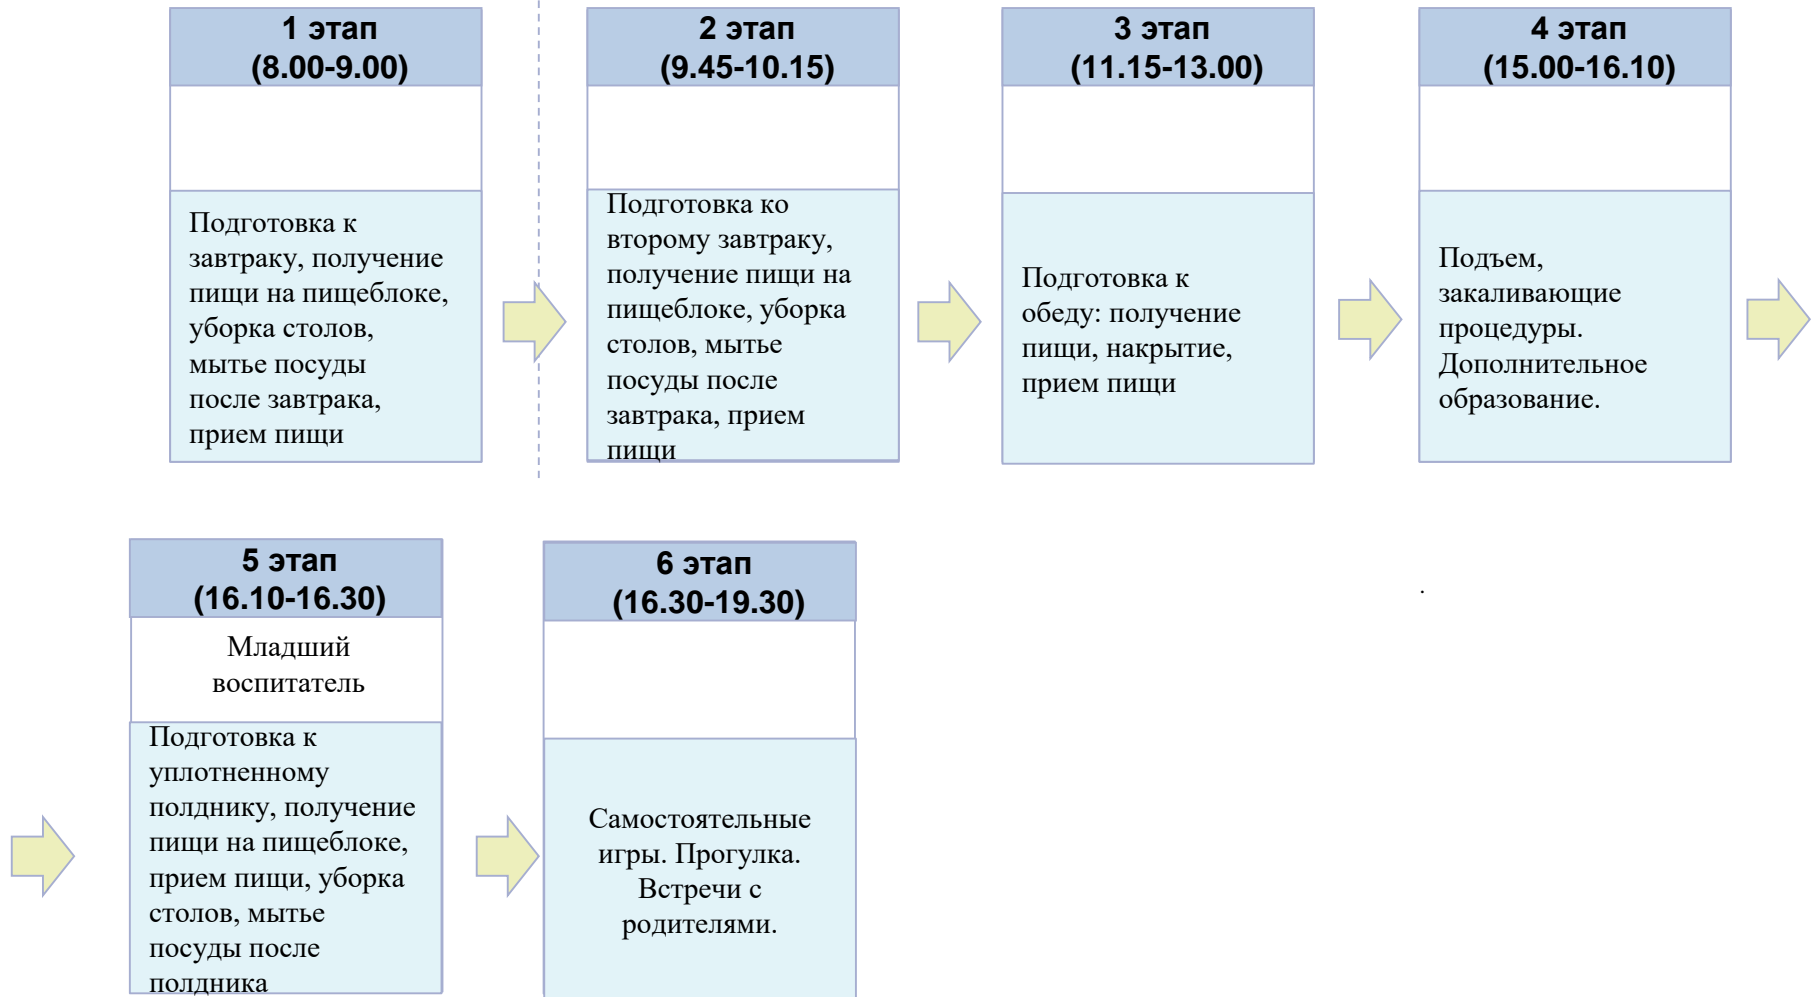 1 этап
(8.00-9.00)
Подготовка к
завтраку, получение
пищи на пищеблоке,
уборка столов,
мытье посуды
после завтрака,
прием пищи
2 этап
(9.45-10.15)
Подготовка ко
второму завтраку,
получение пищи на
пищеблоке, уборка
столов, мытье
посуды после
завтрака, прием
пищи
3 этап
(11.15-13.00)
Подготовка к
обеду: получение
пищи, накрытие,
прием пищи
4 этап
(15.00-16.10)
Подъем,
закаливающие
процедуры.
Дополнительное
образование.
5 этап
(16.10-16.30)
Младший
воспитатель
Подготовка к
уплотненному
полднику, получение
пищи на пищеблоке,
прием пищи, уборка
столов, мытье
посуды после
полдника
6 этап
(16.30-19.30)
Самостоятельные
игры. Прогулка.
Встречи с
родителями.
.